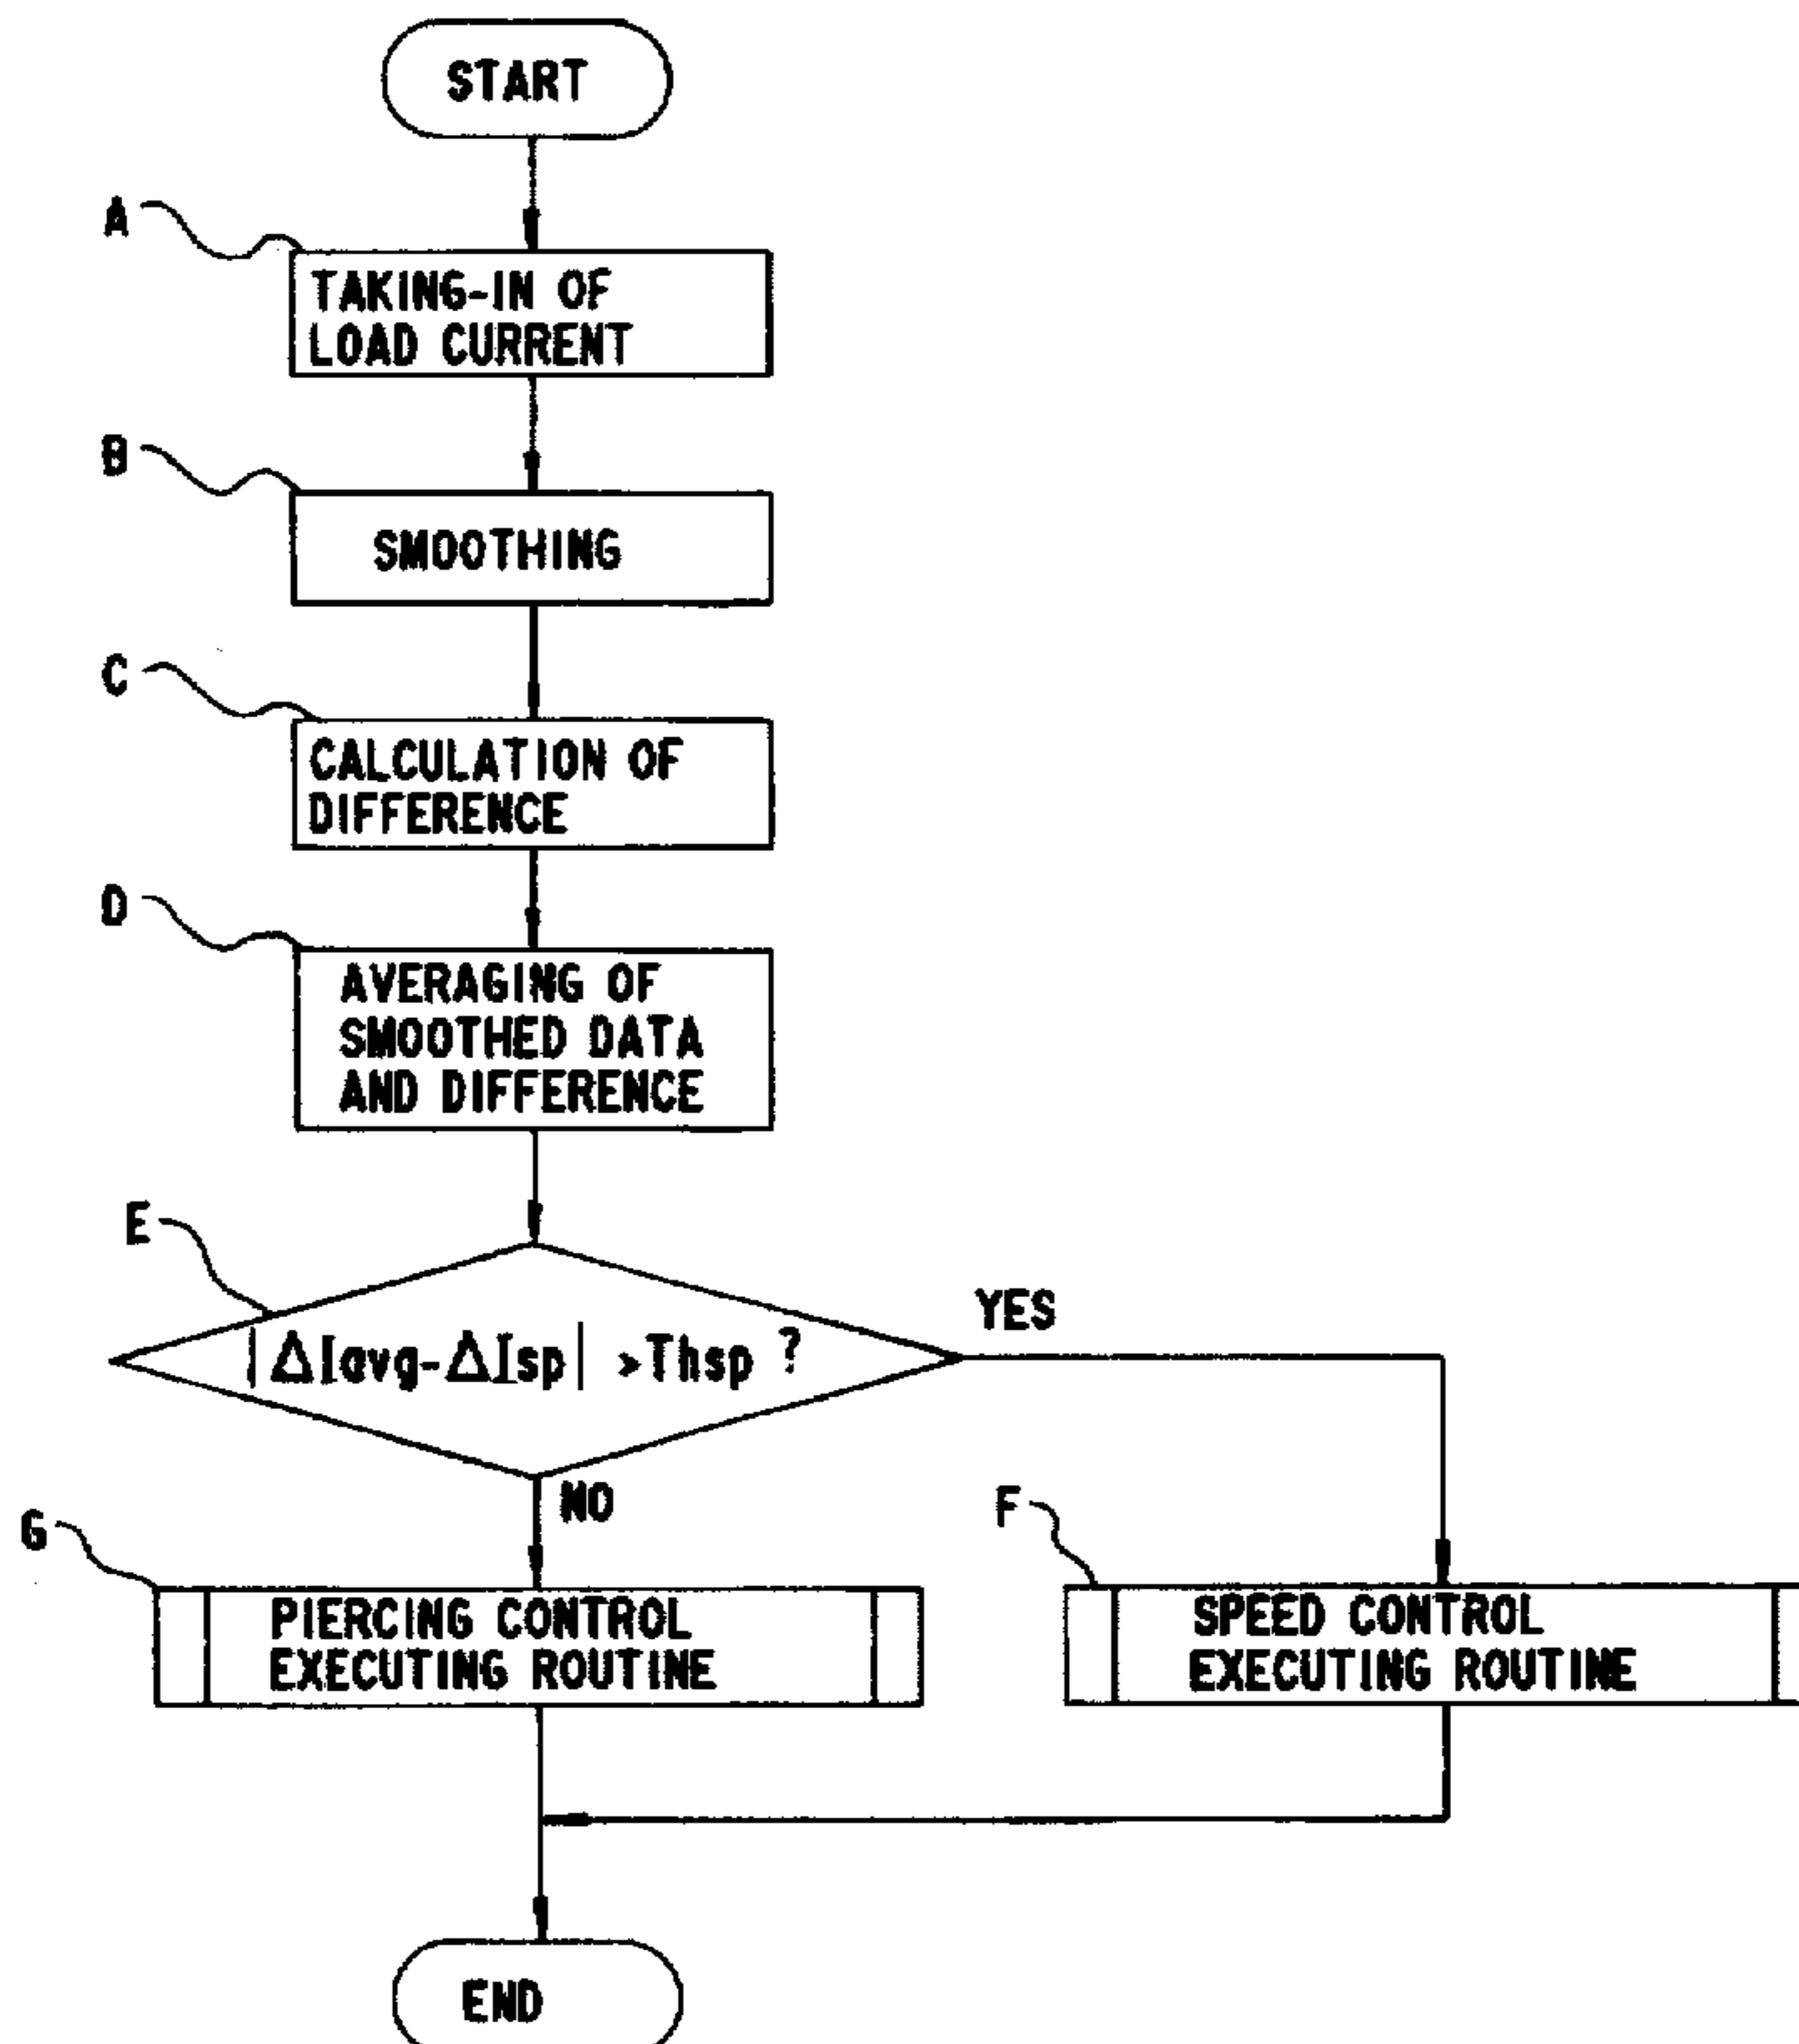 START
A
TAKING-IN OF
LOAD CURRENT
B
SMOOTHING
C
CALCULATION OF
DIFFERENCE
D
AVERAGING OF
SMOOTHED DATA
AND DIFFERENCE
E
|ΔIavg-ΔIsp| >Thsp ?
YES
NO
G
PIERCING CONTROL
EXECUTING ROUTINE
F
SPEED CONTROL
EXECUTING ROUTINE
END